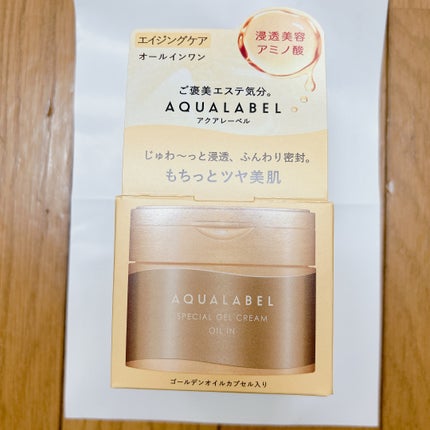 エイジングケア
オールインワン
浸透美容
アミノ酸
ご褒美エステ気分。
AQUALABEL
アクアレーベル
じゅわ〜っと浸透、ふんわり密封。
もちっとツヤ美肌
AQUALABEL
SPECIAL GEL CREAM
OIL IN
ゴールデンオイルカプセル入り